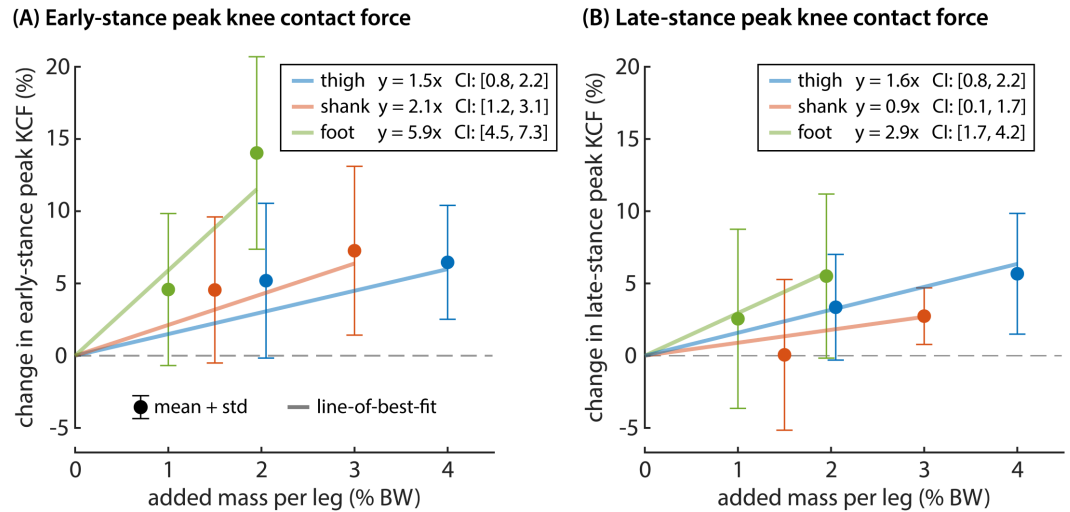 (A) Early-stance peak knee contact force
change in early-stance peak KCF (%)
20
15
10
5
0
-5
thigh y = 1.5x CI: [0.8, 2.2]
shank y = 2.1x CI: [1.2, 3.1]
foot y = 5.9x CI: [4.5, 7.3]
mean + std
line-of-best-fit
0 1 2 3 4
added mass per leg (% BW)
(B) Late-stance peak knee contact force
change in late-stance peak KCF (%)
20
15
10
5
0
-5
thigh y = 1.6x CI: [0.8, 2.2]
shank y = 0.9x CI: [0.1, 1.7]
foot y = 2.9x CI: [1.7, 4.2]
0 1 2 3 4
added mass per leg (% BW)